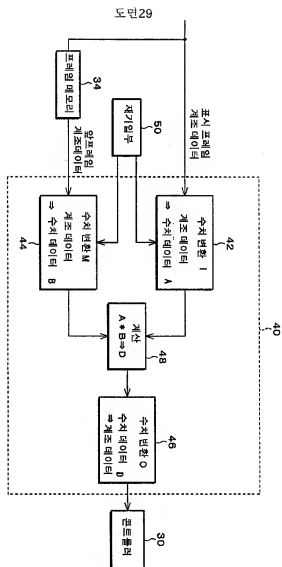 도면29
표시 프레임
계조 데이터
프레임 메모리
34
앞프레임
계조데이터
재기입부
50
수치 변환 I
계조 데이터
⇒ 수치 데이터 A
42
수치 변환 M
계조 데이터
⇒ 수치 데이터 B
44
계산
A * B⇒D
48
수치 변환 O
수치 데이터 D
⇒ 계조 데이터
46
40
콘트롤러
30